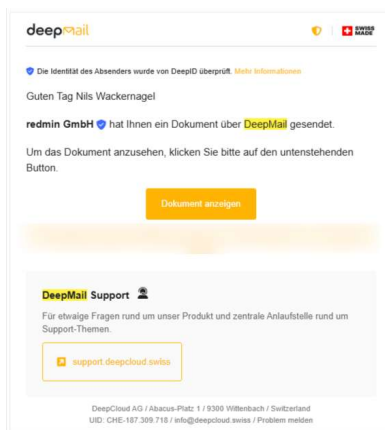 deepmail
SWISS
MADE
Die Identität des Absenders wurde von DeepID überprüft. Mehr Informationen
Guten Tag Nils Wackernagel
redmin GmbH hat Ihnen ein Dokument über DeepMail gesendet.
Um das Dokument anzusehen, klicken Sie bitte auf den untenstehenden
Button.
Dokument anzeigen
DeepMail Support
Für etwaige Fragen rund um unser Produkt und zentrale Anlaufstelle rund um
Support-Themen.
support deepcloud swiss
DeepCloud AG / Abacus-Platz 1 / 9300 Wittenbach / Switzerland
UID: CHE-187.309.718 / info@deepcloud.swiss / Problem melden